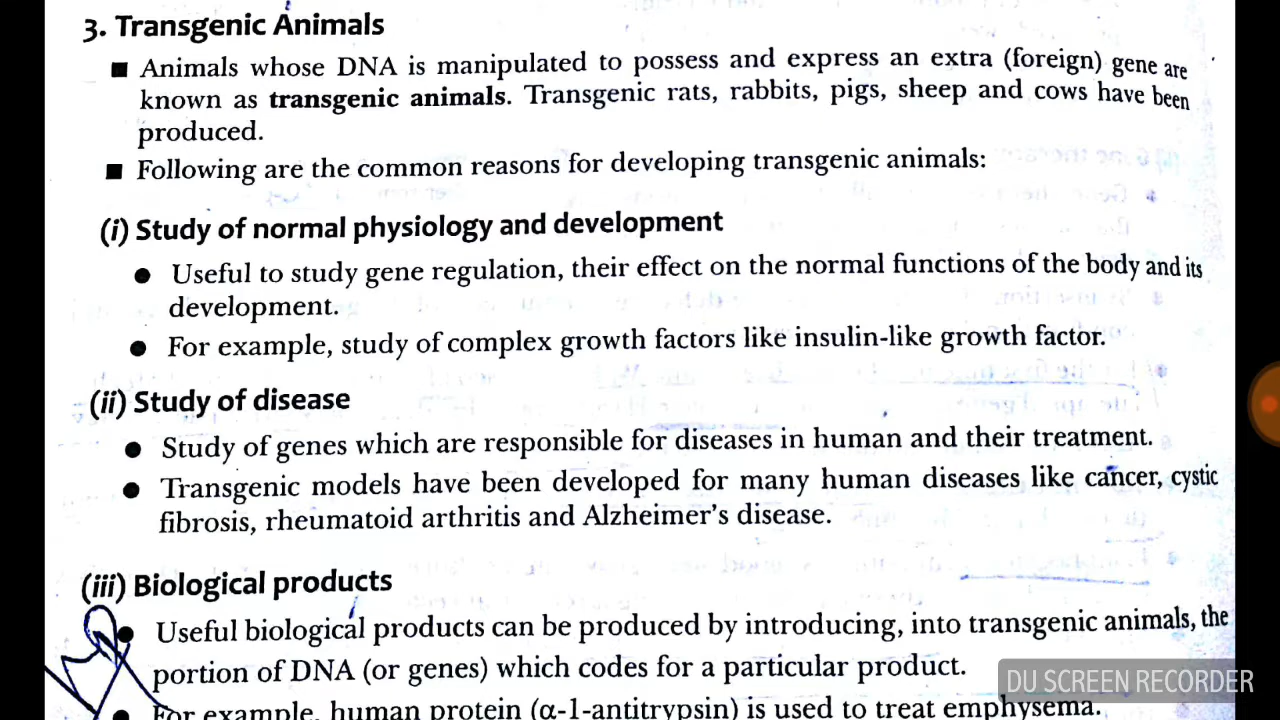 3. Transgenic Animals
■ Animals whose DNA is manipulated to possess and express an extra (foreign) gene are
known as transgenic animals. Transgenic rats, rabbits, pigs, sheep and cows have been
produced.
■ Following are the common reasons for developing transgenic animals:
(i) Study of normal physiology and development
● Useful to study gene regulation, their effect on the normal functions of the body and its
development.
● For example, study of complex growth factors like insulin-like growth factor.
(ii) Study of disease
● Study of genes which are responsible for diseases in human and their treatment.
● Transgenic models have been developed for many human diseases like cancer, cystic
fibrosis, rheumatoid arthritis and Alzheimer's disease.
(iii) Biological products
● Useful biological products can be produced by introducing, into transgenic animals, the
portion of DNA (or genes) which codes for a particular product.
● For example, human protein (α-1-antitrypsin) is used to treat emphysema.
DU SCREEN RECORDER